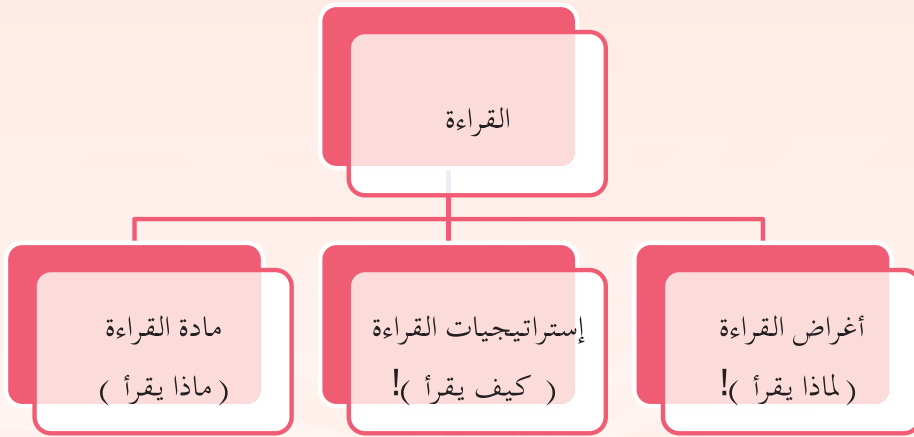 القراءة
أغراض القراءة
( لماذا يقرأ )!
إستراتيجيات القراءة
( كيف يقرأ )!
مادة القراءة
( ماذا يقرأ )